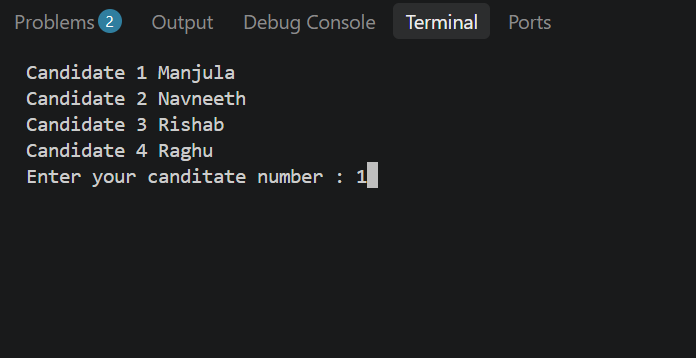 Problems 2 Output Debug Console Terminal Ports
Candidate 1 Manjula
Candidate 2 Navneeth
Candidate 3 Rishab
Candidate 4 Raghu
Enter your canditate number : 1